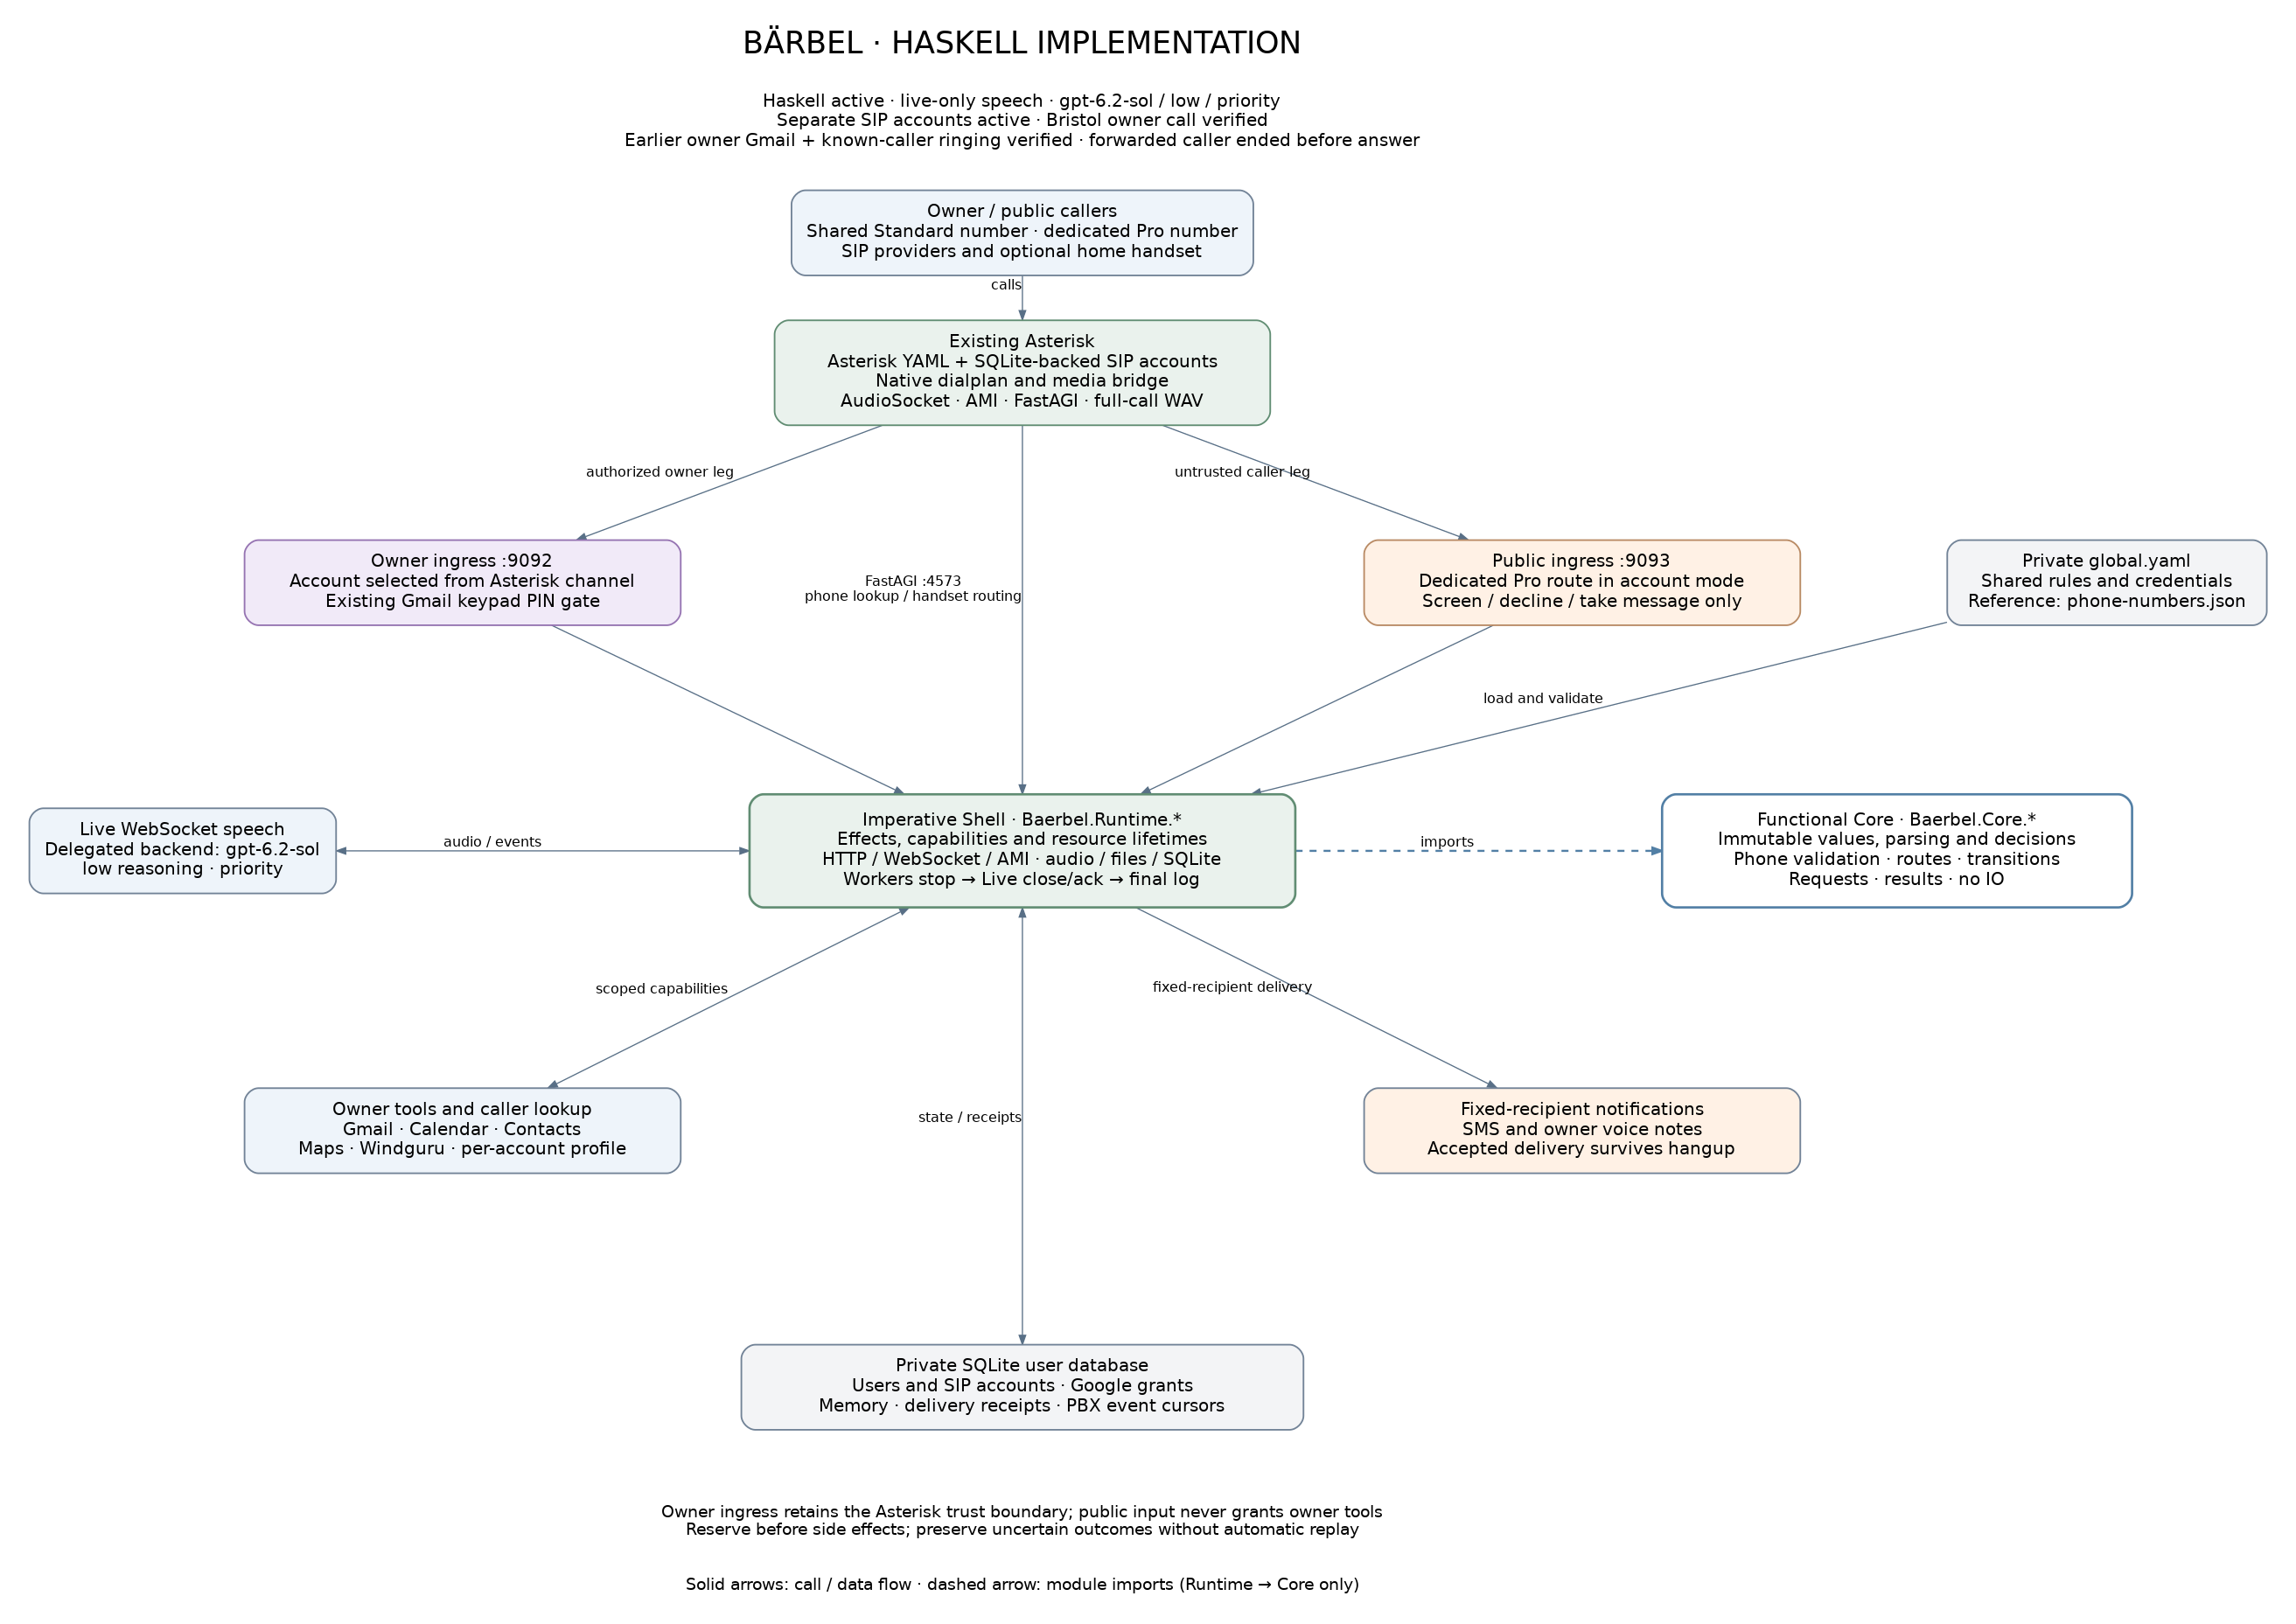 BÄRBEL · HASKELL IMPLEMENTATION
Haskell active · live-only speech · gpt-6.2-sol / low / priority
Separate SIP accounts active · Bristol owner call verified
Earlier owner Gmail + known-caller ringing verified · forwarded caller ended before answer
Owner / public callers
Shared Standard number · dedicated Pro number
SIP providers and optional home handset
calls
Existing Asterisk
Asterisk YAML + SQLite-backed SIP accounts
Native dialplan and media bridge
AudioSocket · AMI · FastAGI · full-call WAV
authorized owner leg
untrusted caller leg
Owner ingress :9092
Account selected from Asterisk channel
Existing Gmail keypad PIN gate
FastAGI :4573
phone lookup / handset routing
Public ingress :9093
Dedicated Pro route in account mode
Screen / decline / take message only
Private global.yaml
Shared rules and credentials
Reference: phone-numbers.json
load and validate
Live WebSocket speech
Delegated backend: gpt-6.2-sol
low reasoning · priority
audio / events
Imperative Shell · Baerbel.Runtime.*
Effects, capabilities and resource lifetimes
HTTP / WebSocket / AMI · audio / files / SQLite
Workers stop → Live close/ack → final log
imports
Functional Core · Baerbel.Core.*
Immutable values, parsing and decisions
Phone validation · routes · transitions
Requests · results · no IO
scoped capabilities
fixed-recipient delivery
Owner tools and caller lookup
Gmail · Calendar · Contacts
Maps · Windguru · per-account profile
state / receipts
Fixed-recipient notifications
SMS and owner voice notes
Accepted delivery survives hangup
Private SQLite user database
Users and SIP accounts · Google grants
Memory · delivery receipts · PBX event cursors
Owner ingress retains the Asterisk trust boundary; public input never grants owner tools
Reserve before side effects; preserve uncertain outcomes without automatic replay
Solid arrows: call / data flow · dashed arrow: module imports (Runtime → Core only)